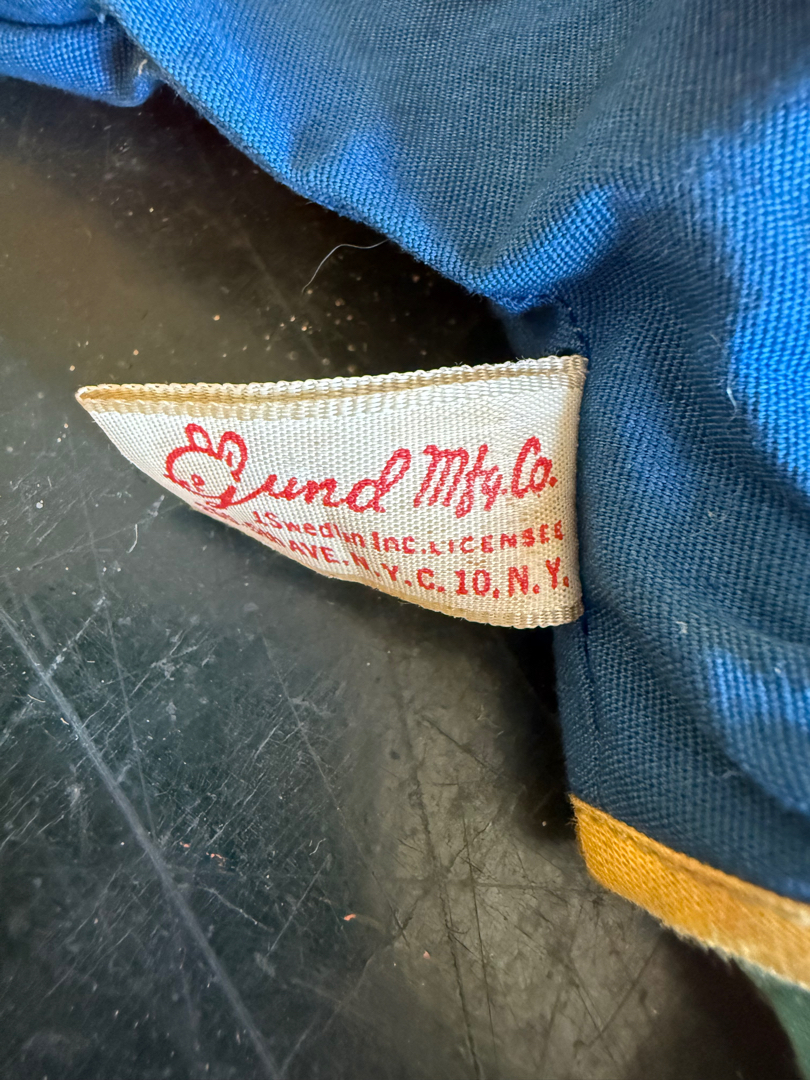 Gund Mfg.Co.
J.Swedlin INC.LICENSEE
AVE.N.Y.C.10,N.Y.